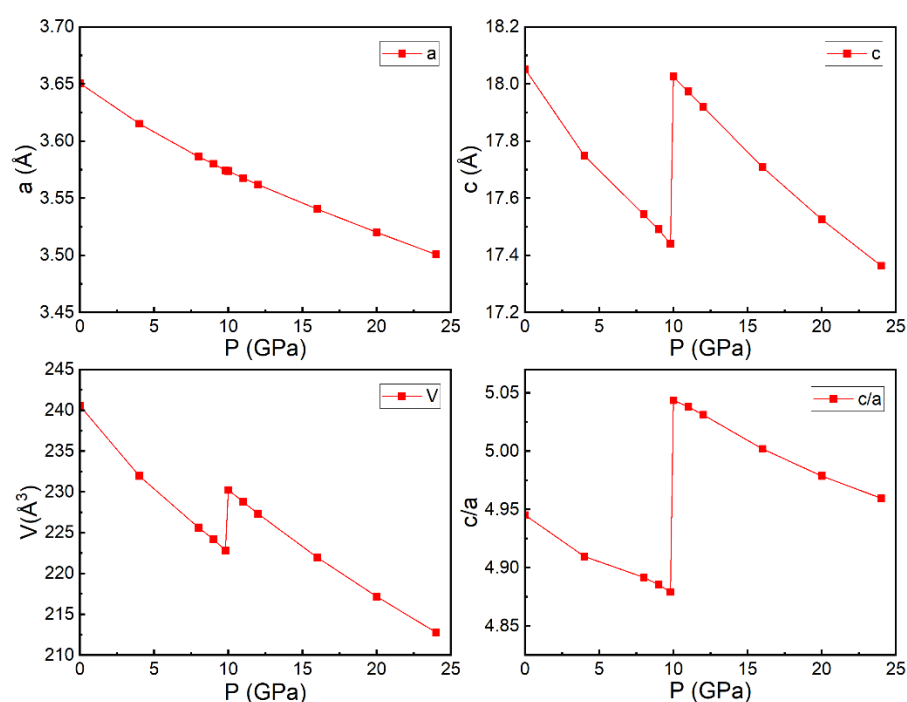 3.70
3.65
3.60
3.55
3.50
3.45
a (Å)
a
0 5 10 15 20 25
P (GPa)
18.2
18.0
17.8
17.6
17.4
17.2
c (Å)
c
0 5 10 15 20 25
P (GPa)
245
240
235
230
225
220
215
210
V(Å³)
V
0 5 10 15 20 25
P (GPa)
5.05
5.00
4.95
4.90
4.85
c/a
c/a
0 5 10 15 20 25
P (GPa)